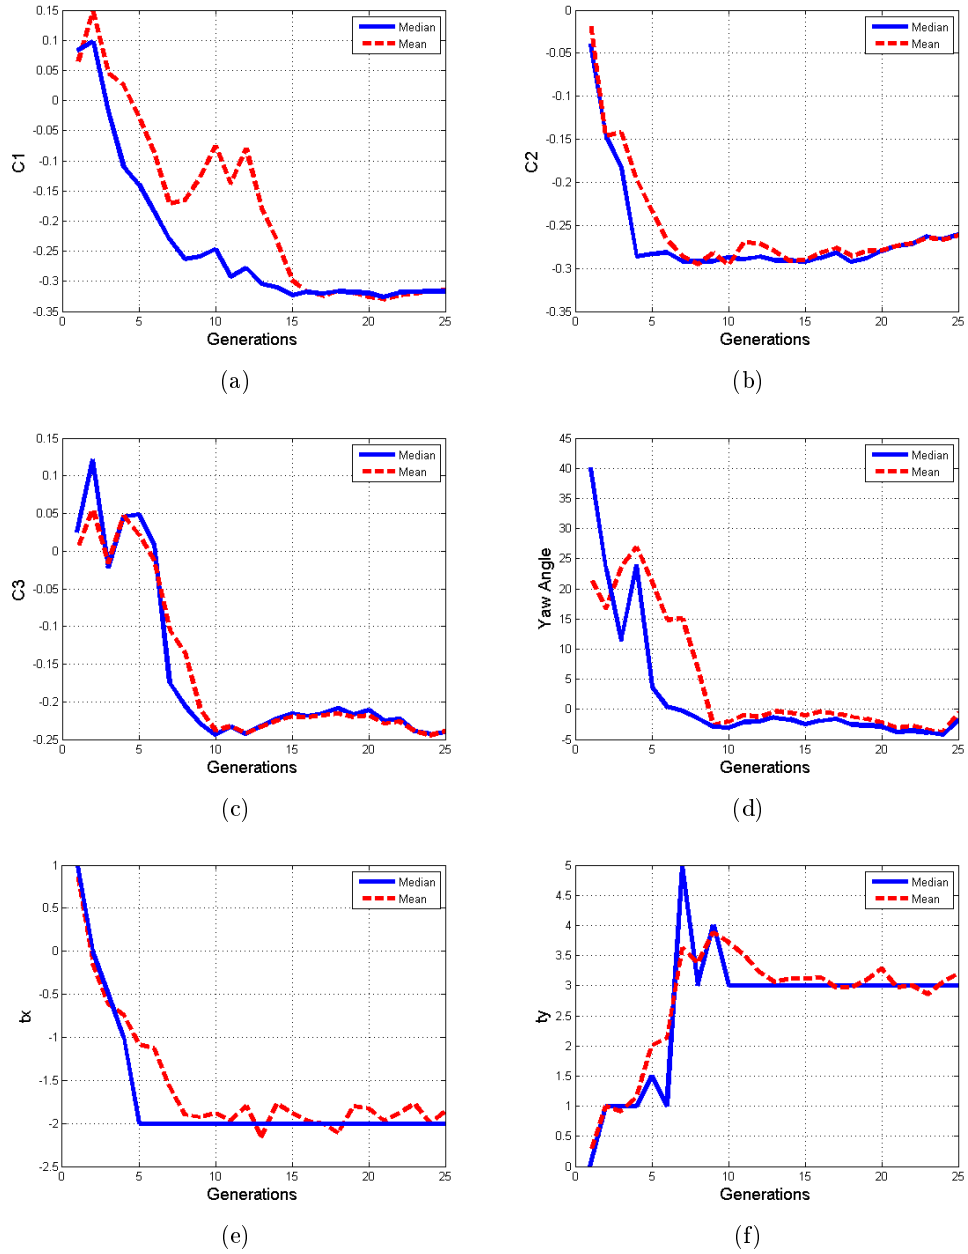 0.15
0.1
0.05
0
-0.05
-0.1
-0.15
-0.2
-0.25
-0.3
-0.35
C1
0 5 10 15 20 25
Generations
Median
Mean
(a)
0
-0.05
-0.1
-0.15
-0.2
-0.25
-0.3
-0.35
C2
0 5 10 15 20 25
Generations
Median
Mean
(b)
0.15
0.1
0.05
0
-0.05
-0.1
-0.15
-0.2
-0.25
C3
0 5 10 15 20 25
Generations
Median
Mean
(c)
45
40
35
30
25
20
15
10
5
0
-5
Yaw Angle
0 5 10 15 20 25
Generations
Median
Mean
(d)
1
0.5
0
-0.5
-1
-1.5
-2
-2.5
tx
0 5 10 15 20 25
Generations
Median
Mean
(e)
5
4.5
4
3.5
3
2.5
2
1.5
1
0.5
0
ty
0 5 10 15 20 25
Generations
Median
Mean
(f)